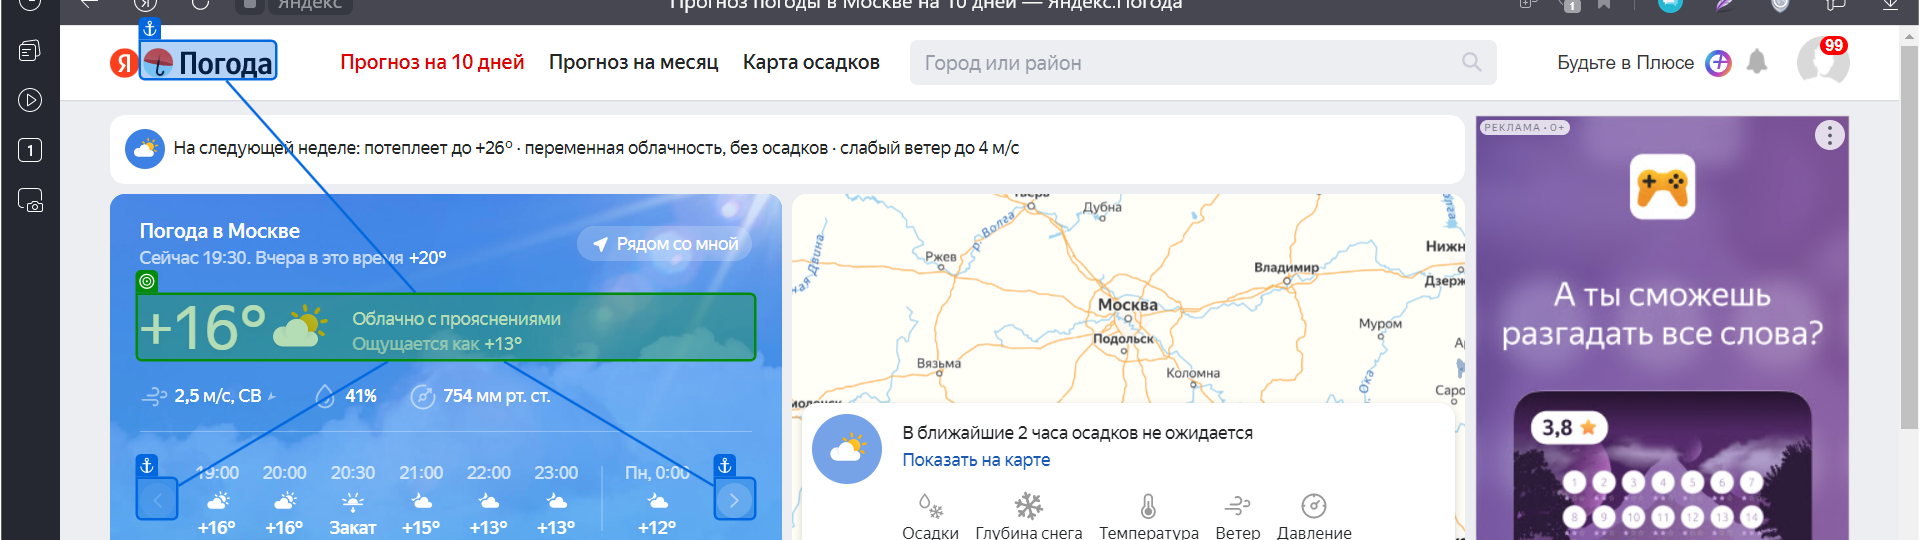 Яндекс
Прогноз погоды в Москве на 10 дней — Яндекс.Погода
1
Я Погода
Прогноз на 10 дней
Прогноз на месяц
Карта осадков
Город или район
Будьте в Плюсе
99
1
На следующей неделе: потеплеет до +26° · переменная облачность, без осадков · слабый ветер до 4 м/с
Погода в Москве
Сейчас 19:30. Вчера в это время +20°
Рядом со мной
+16°
Облачно с прояснениями
Ощущается как +13°
2,5 м/с, СВ
41%
754 мм рт. ст.
19:00 20:00 20:30 21:00 22:00 23:00 Пн, 0:00
+16° +16° Закат +15° +13° +13° +12°
Тверь
Дубна
р. Волга
Ржев
Владимир
Нижн
Дзерж
Москва
Муром
Подольск
Вязьма
Коломна
Ока
Саро
В ближайшие 2 часа осадков не ожидается
Показать на карте
Осадки Глубина снега Температура Ветер Давление
РЕКЛАМА • 0+
А ты сможешь
разгадать все слова?
3,8
1 2 3 4 5 6 7
8 9 10 11 12 13 14